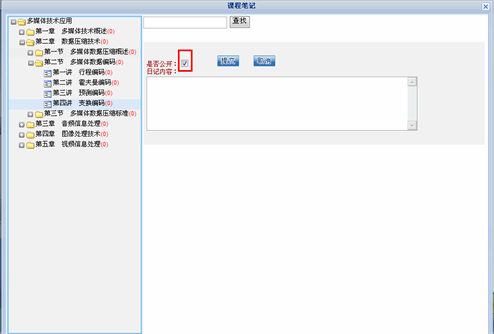 课程笔记
多媒体技术应用
第一章 多媒体技术概述(0)
第二章 数据压缩技术(0)
第一节 多媒体数据压缩概述(0)
第二节 多媒体数据编码(0)
第一讲 行程编码(0)
第二讲 霍夫曼编码(0)
第三讲 预测编码(0)
第四讲 变换编码(0)
第三节 多媒体数据压缩标准(0)
第三章 音频信息处理(0)
第四章 图像处理技术(0)
第五章 视频信息处理(0)
查找
是否公开：
日记内容：